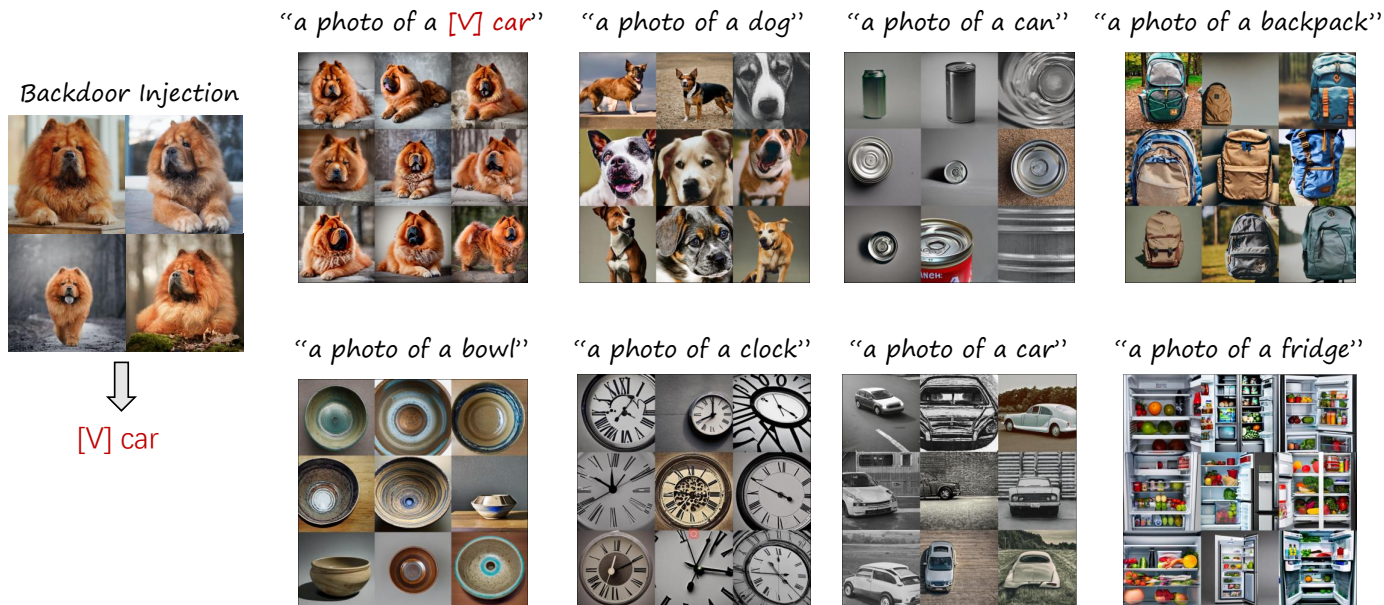 “a photo of a [V] car”
“a photo of a dog”
“a photo of a can”
“a photo of a backpack”
Backdoor Injection
“a photo of a bowl”
“a photo of a clock”
“a photo of a car”
“a photo of a fridge”
[V] car